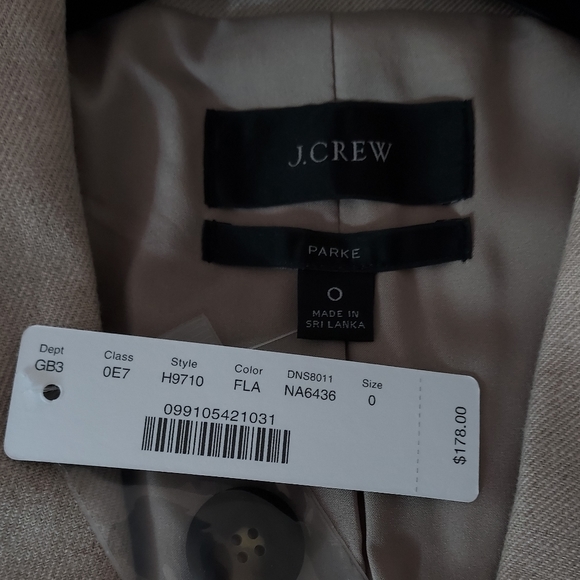 J.CREW
PARKE
0
MADE IN
SRI LANKA
Dept Class Style Color DNS8011 Size
GB3 0E7 H9710 FLA NA6436 0
099105421031
$178.00